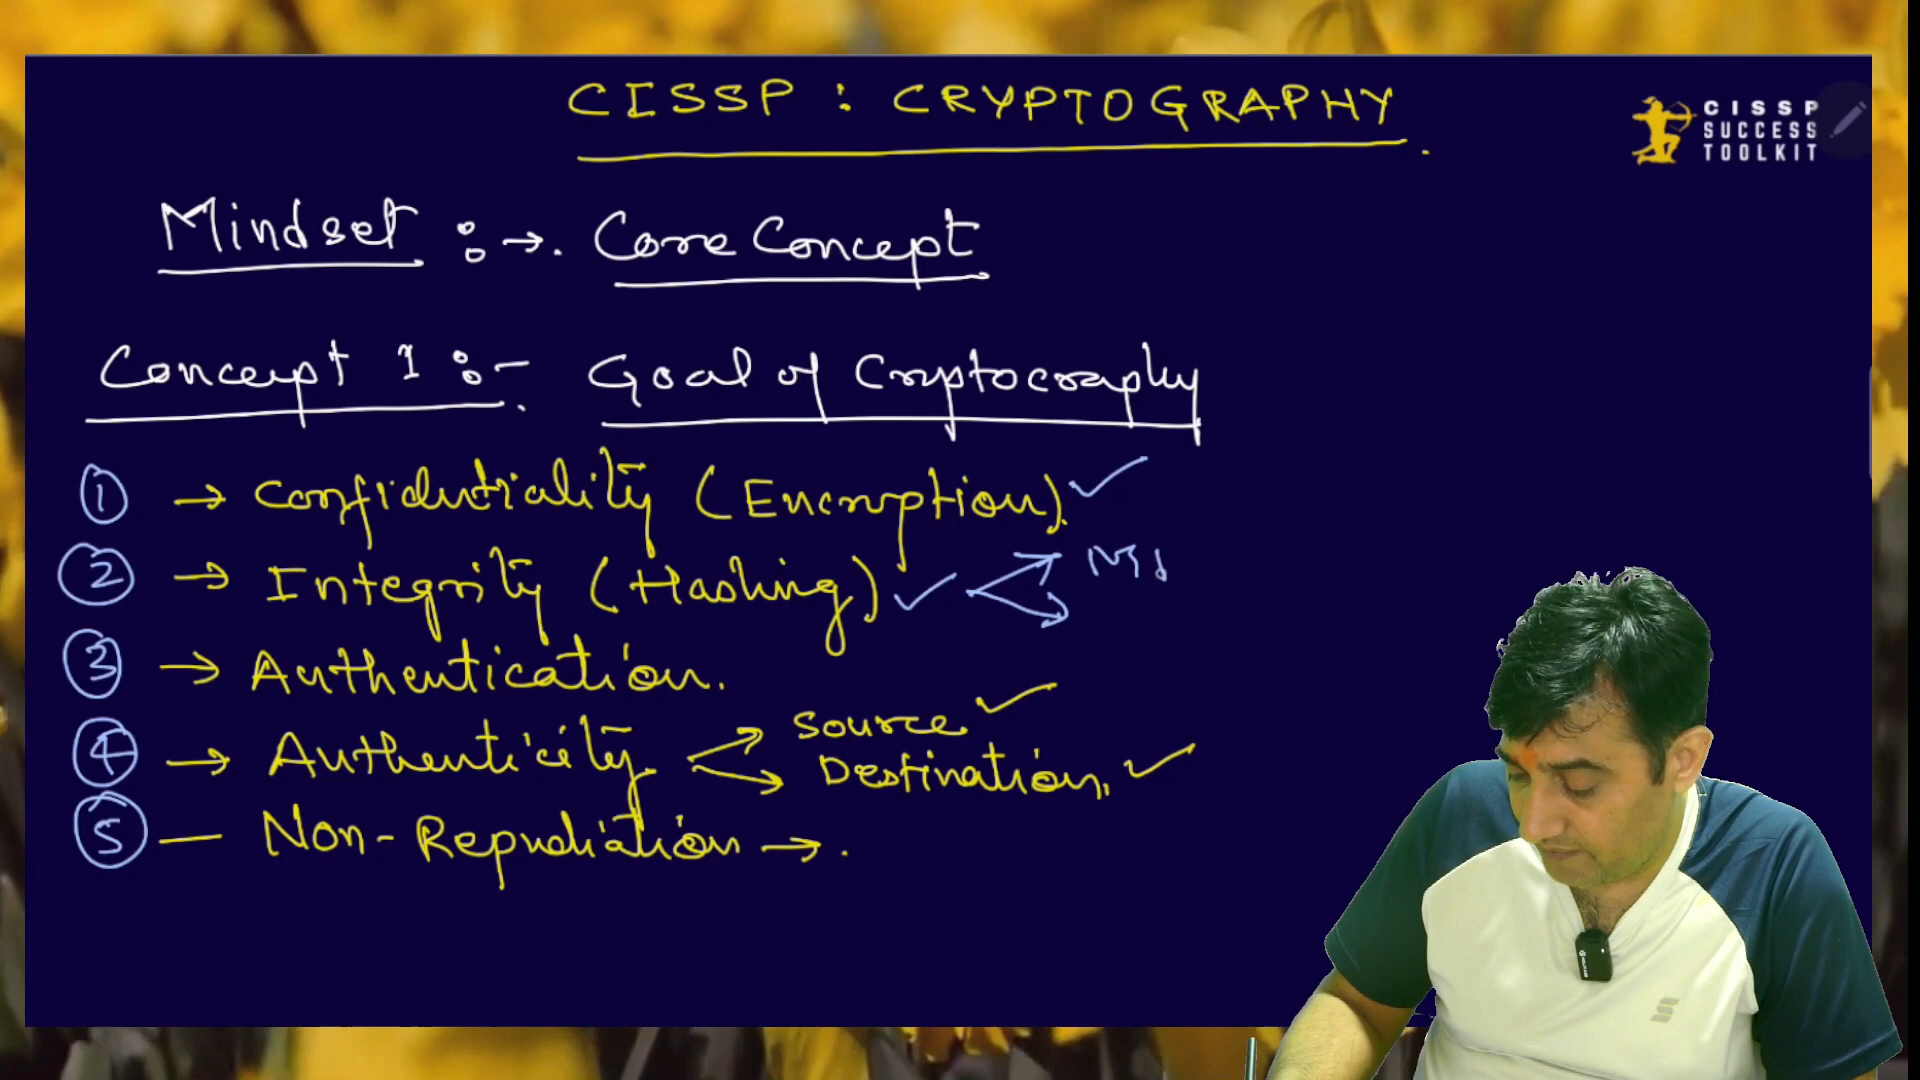 CISSP : CRYPTOGRAPHY
CISSP
SUCCESS
TOOLKIT
Mindset :→. Core Concept
Concept 1 :- Goal of Cryptocraphy
① → Confidentiality (Encryption). ✓
② → Integrity (Hashing) ✓
③ → Authentication.
④ → Authenticity
Source ✓
Destination, ✓
⑤ — Non-Repudiation → .